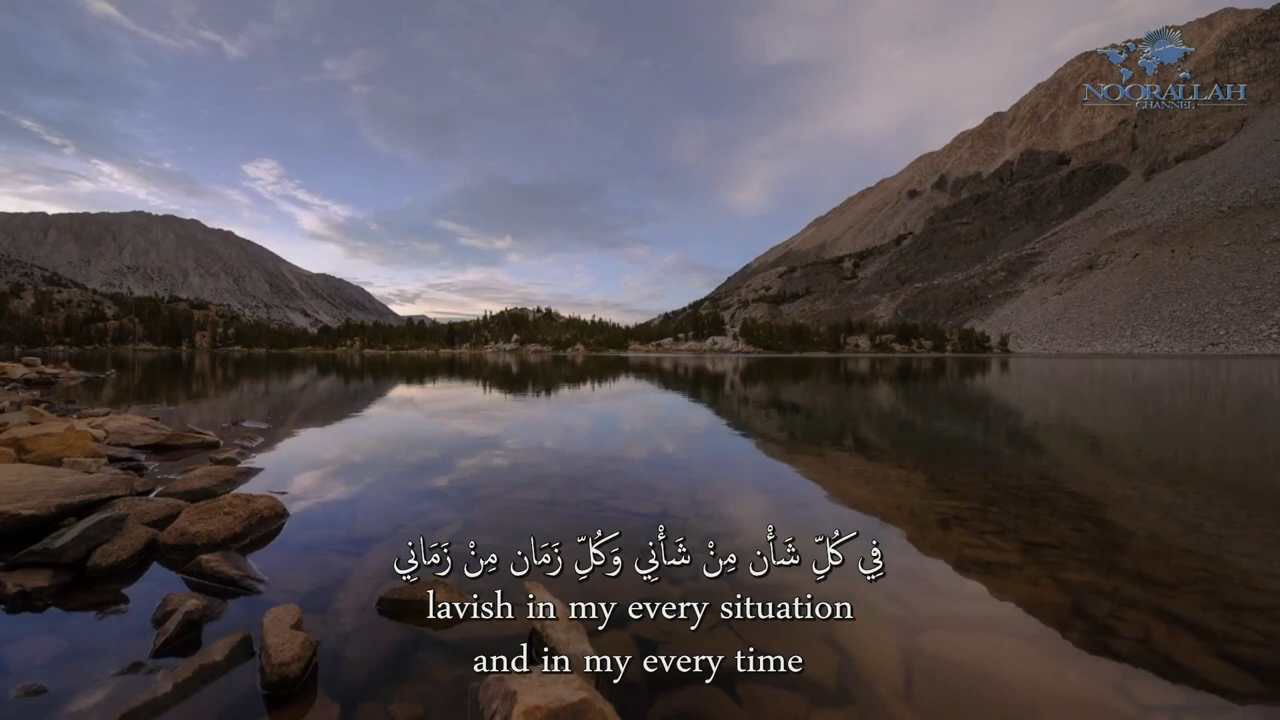 NOORALLAH
CHANNEL
فِي كُلِّ شَأْن مِنْ شَأْنِي وَكُلِّ زَمَان مِنْ زَمَانِي
lavish in my every situation
and in my every time